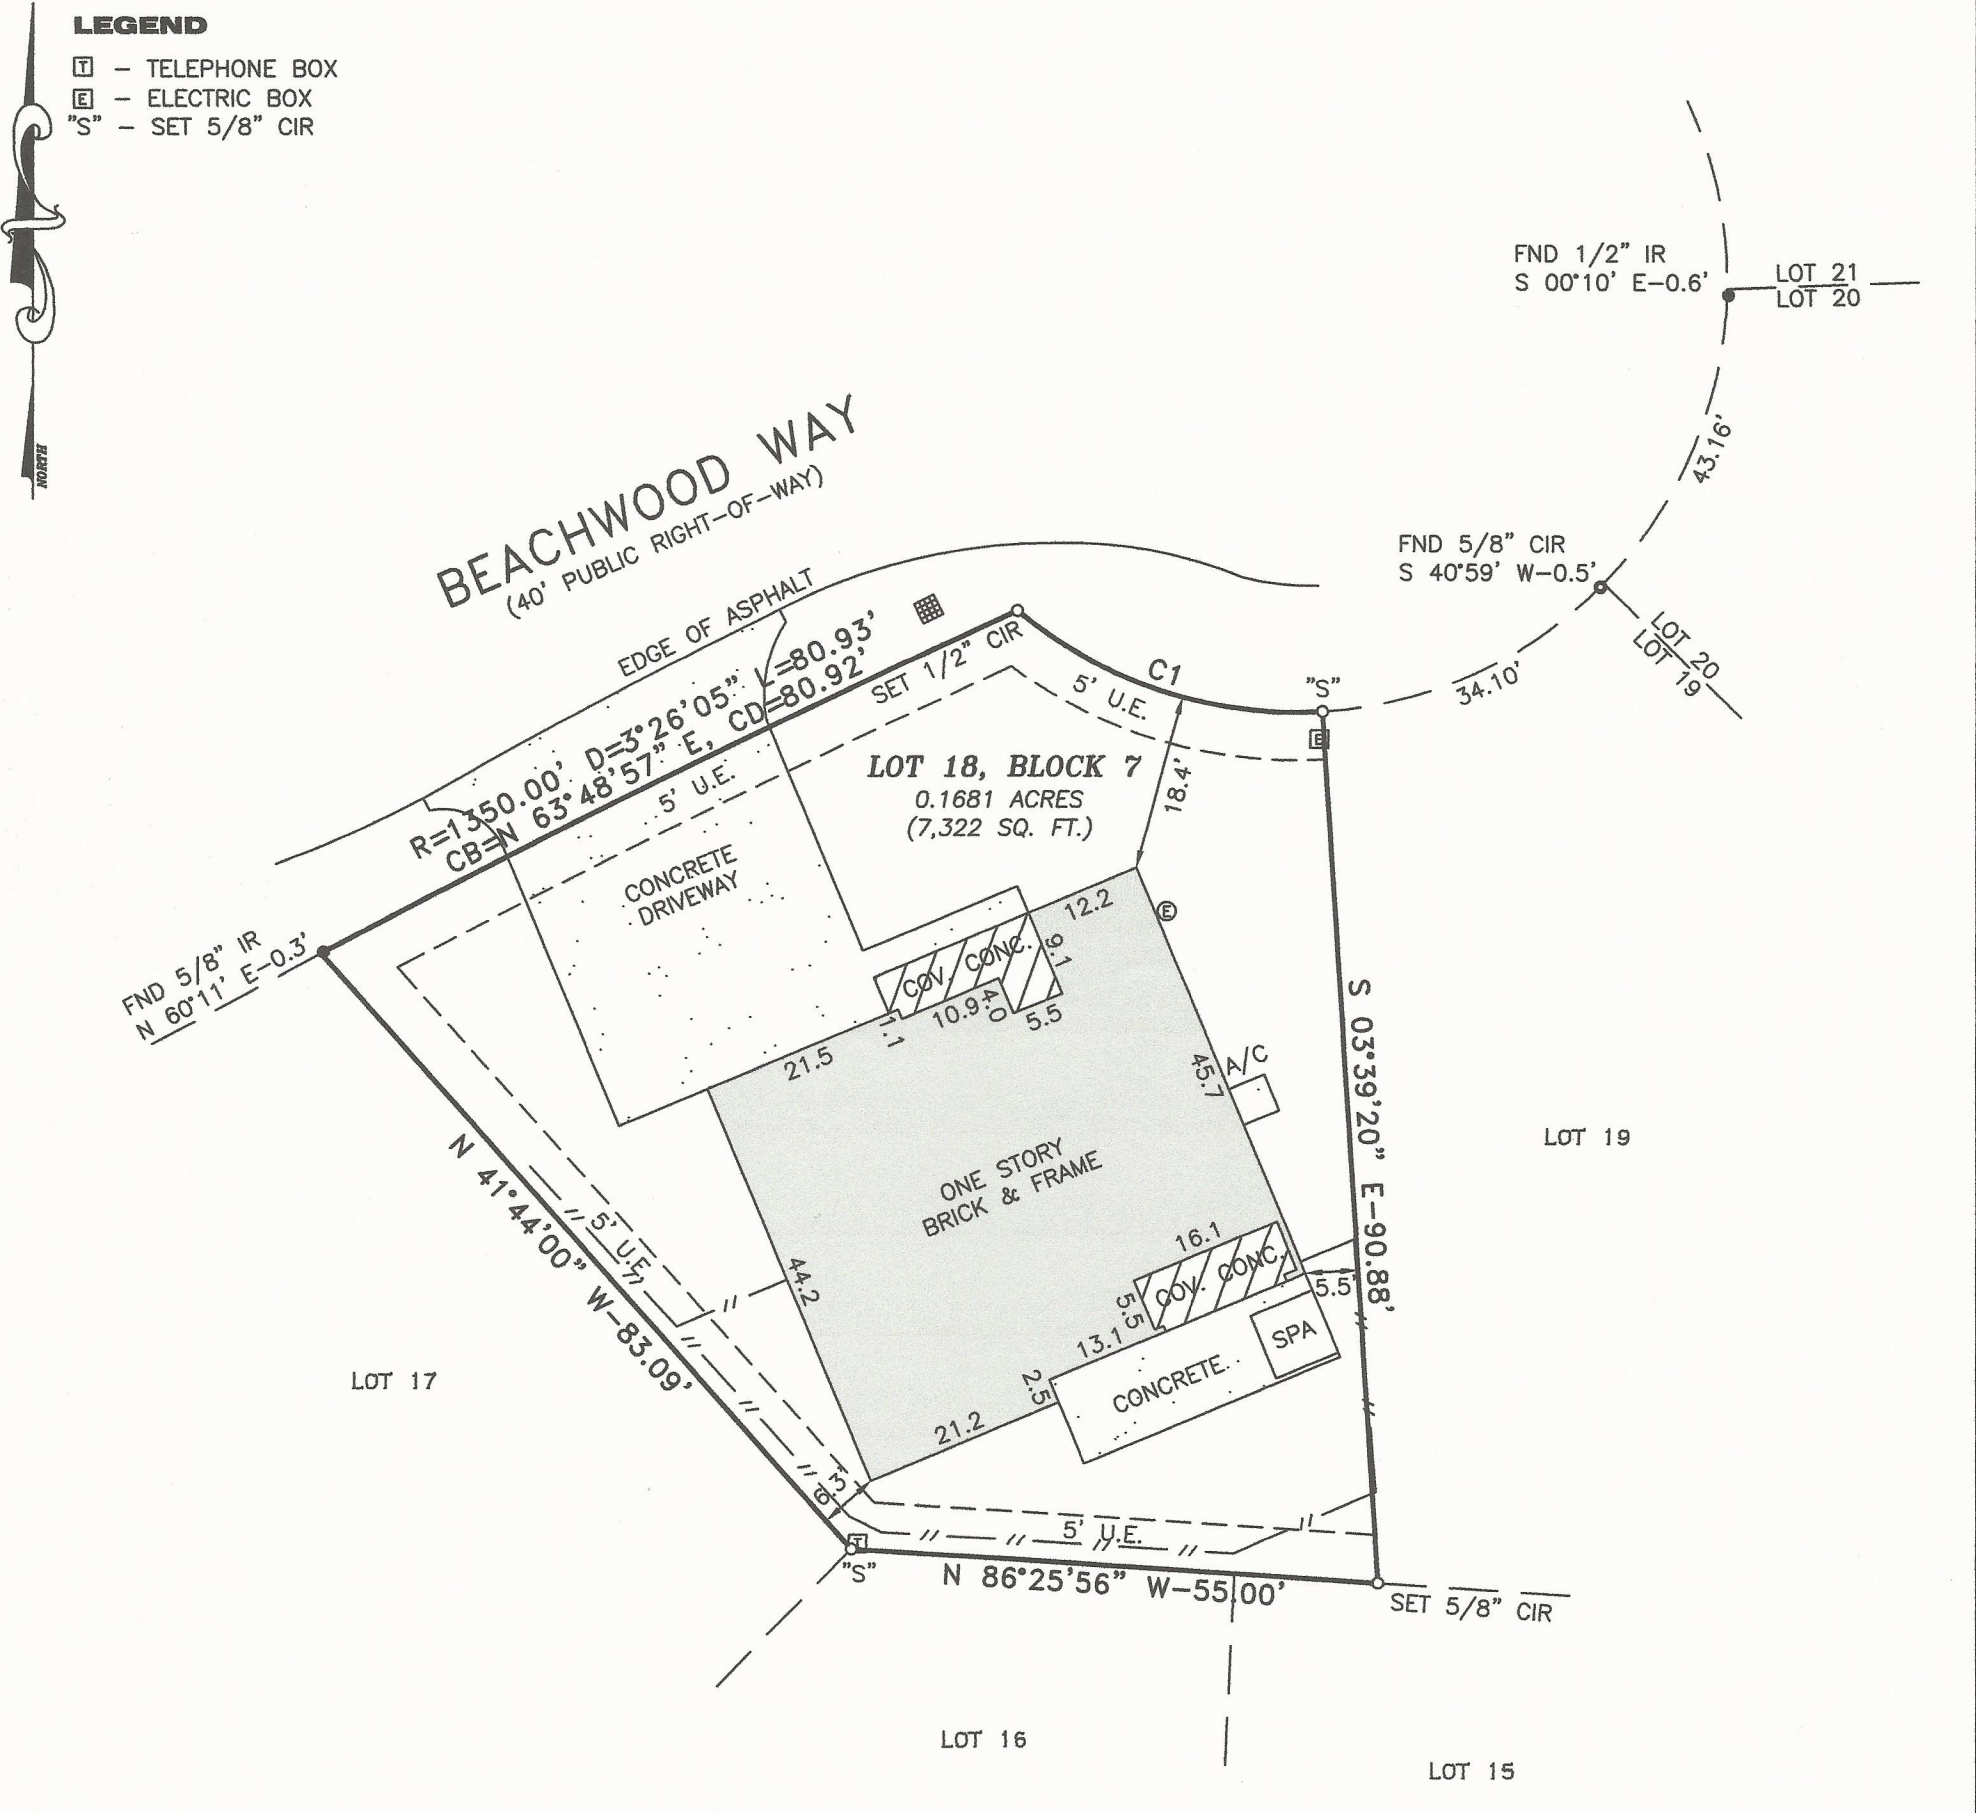 LEGEND
T – TELEPHONE BOX
E – ELECTRIC BOX
"S" – SET 5/8" CIR
NORTH
FND 1/2" IR
S 00°10' E–0.6'
LOT 21
LOT 20
43.16'
BEACHWOOD WAY
(40' PUBLIC RIGHT–OF–WAY)
EDGE OF ASPHALT
FND 5/8" CIR
S 40°59' W–0.5'
LOT 20
LOT 19
34.10'
R=1350.00' D=3°26'05" L=80.93'
CB=N 63°48'57" E, CD=80.92'
SET 1/2" CIR
C1
5' U.E.
"S"
E
5' U.E.
LOT 18, BLOCK 7
0.1681 ACRES
(7,322 SQ. FT.)
18.4'
CONCRETE
DRIVEWAY
12.2
E
FND 5/8" IR
N 60°11' E–0.3'
COV. CONC.
9.1
10.9
4.0
5.5
1.1
21.5
45.7
A/C
S 03°39'20" E–90.88'
LOT 19
N 41°44'00" W–83.09'
5' U.E.
ONE STORY
BRICK & FRAME
44.2
16.1
COV. CONC.
5.5
5.5'
13.1
SPA
CONCRETE
2.5
21.2
LOT 17
6.3'
T
"S"
5' U.E.
N 86°25'56" W–55.00'
SET 5/8" CIR
LOT 16
LOT 15